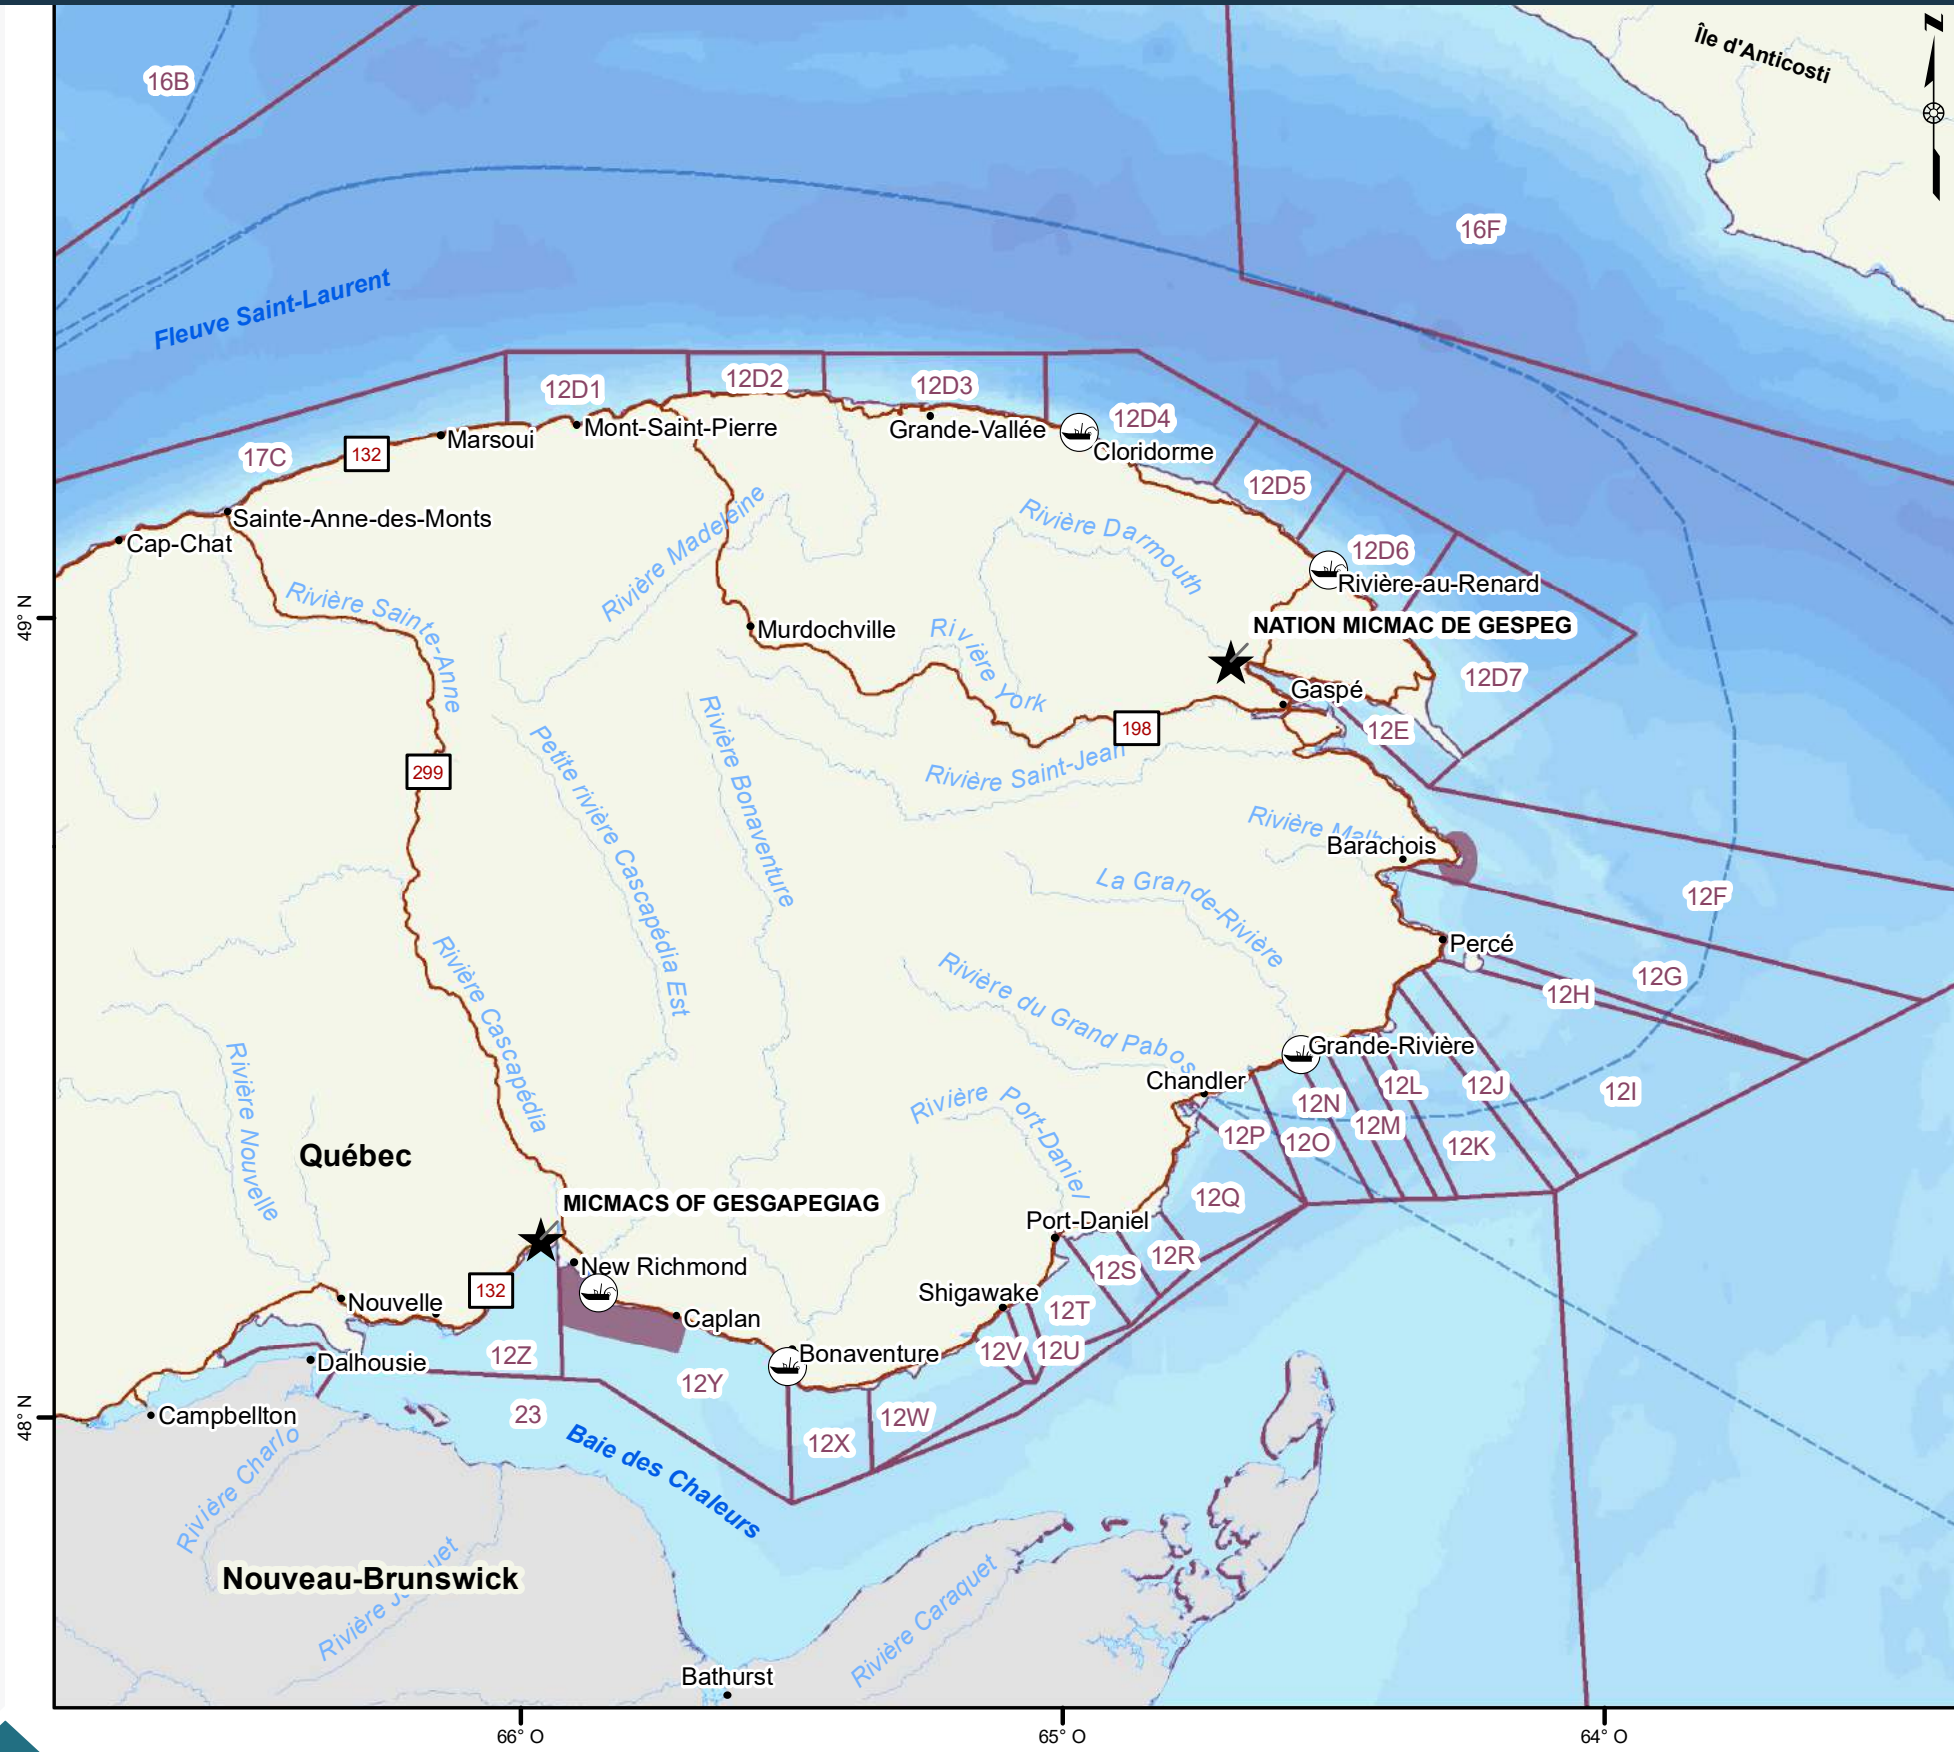 Île d'Anticosti
N
16B
16F
Fleuve Saint-Laurent
12D1
12D2
12D3
12D4
Marsoui
Mont-Saint-Pierre
Grande-Vallée
Cloridorme
17C
132
12D5
Sainte-Anne-des-Monts
Cap-Chat
Rivière Madeleine
Rivière Darmouth
12D6
Rivière-au-Renard
49° N
Rivière Sainte-Anne
Murdochville
Rivière York
NATION MICMAC DE GESPEG
12D7
Gaspé
12E
198
299
Petite rivière Cascapédia Est
Rivière Bonaventure
Rivière Saint-Jean
Rivière
Barachois
La Grande-Rivière
12F
Percé
12G
12H
Rivière Cascapédia
Rivière du Grand Pabos
Grande-Rivière
Chandler
12L
12J
12I
12N
12M
12K
12P
12O
Rivière Nouvelle
Rivière Port-Daniel
Québec
MICMACS OF GESGAPEGIAG
12Q
Port-Daniel
12R
12S
New Richmond
132
Nouvelle
Caplan
Shigawake
12T
12V
12U
Bonaventure
12Z
Dalhousie
12Y
23
Campbellton
12X
12W
48° N
Baie des Chaleurs
Rivière Charlo
Nouveau-Brunswick
Rivière
Rivière Caraquet
Bathurst
66° O
65° O
64° O